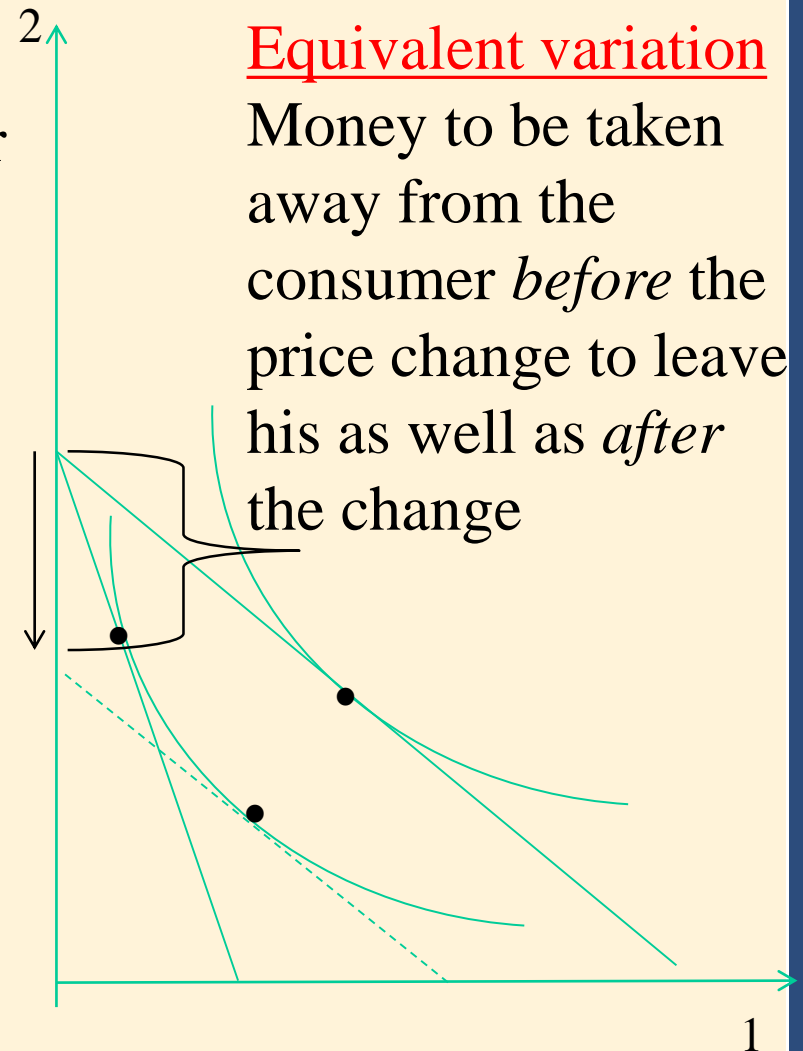 2
Equivalent variation
Money to be taken
away from the
consumer before the
price change to leave
his as well as after
the change
1